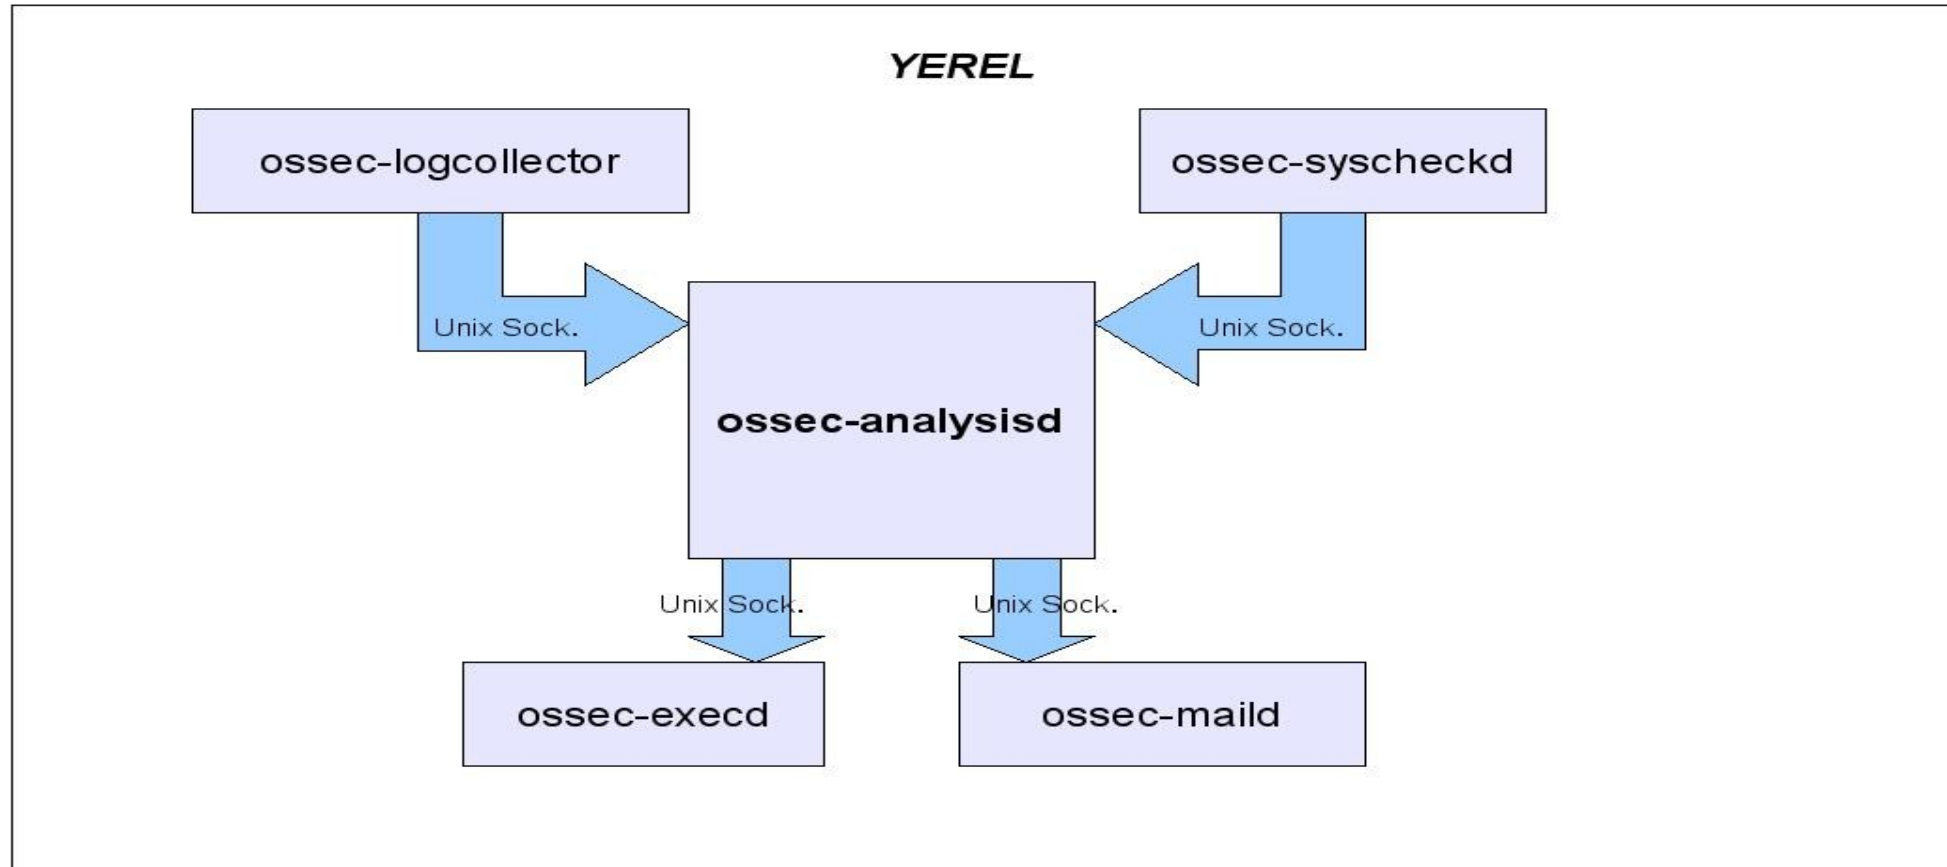 YEREL
ossec-logcollector
ossec-syscheckd
Unix Sock.
Unix Sock.
ossec-analysisd
Unix Sock.
Unix Sock.
ossec-execd
ossec-maild